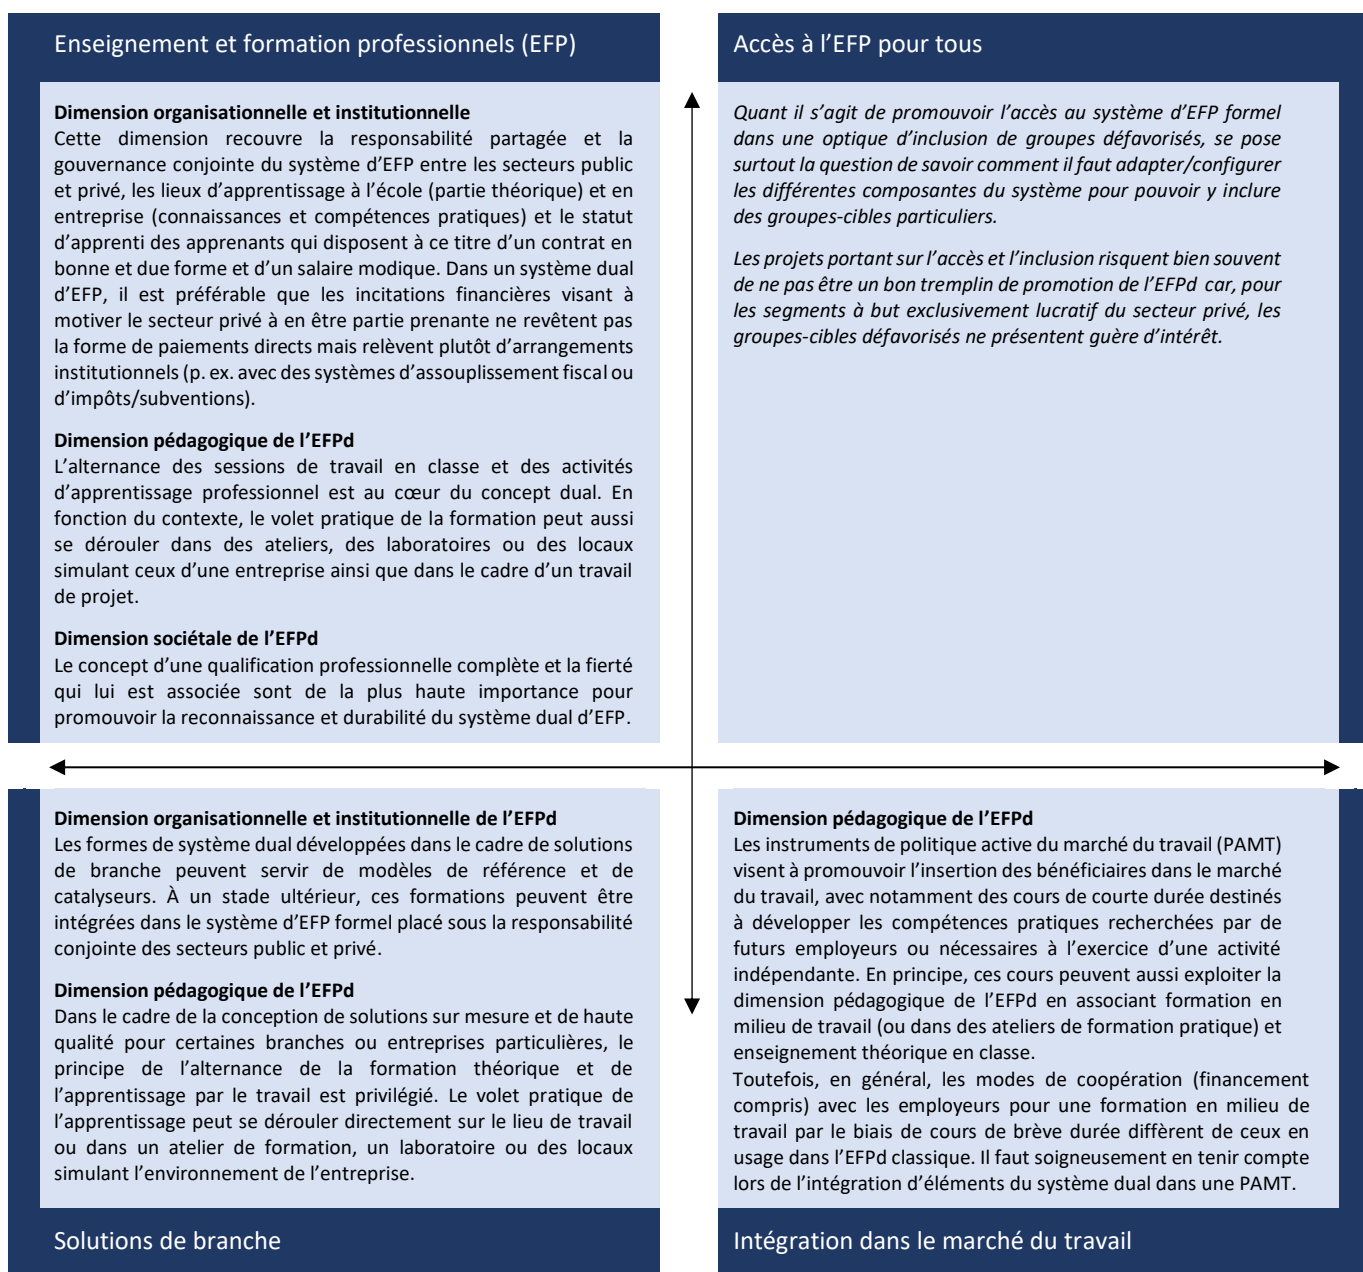 Enseignement et formation professionnels (EFP)
Dimension organisationnelle et institutionnelle
Cette dimension recouvre la responsabilité partagée et la
gouvernance conjointe du système d’EFP entre les secteurs public
et privé, les lieux d’apprentissage à l’école (partie théorique) et en
entreprise (connaissances et compétences pratiques) et le statut
d’apprenti des apprenants qui disposent à ce titre d’un contrat en
bonne et due forme et d’un salaire modique. Dans un système dual
d’EFP, il est préférable que les incitations financières visant à
motiver le secteur privé à en être partie prenante ne revêtent pas
la forme de paiements directs mais relèvent plutôt d’arrangements
institutionnels (p. ex. avec des systèmes d’assouplissement fiscal ou
d’impôts/subventions).
Dimension pédagogique de l’EFPd
L’alternance des sessions de travail en classe et des activités
d’apprentissage professionnel est au cœur du concept dual. En
fonction du contexte, le volet pratique de la formation peut aussi
se dérouler dans des ateliers, des laboratoires ou des locaux
simulant ceux d’une entreprise ainsi que dans le cadre d’un travail
de projet.
Dimension sociétale de l’EFPd
Le concept d’une qualification professionnelle complète et la fierté
qui lui est associée sont de la plus haute importance pour
promouvoir la reconnaissance et durabilité du système dual d’EFP.
Accès à l’EFP pour tous
Quant il s’agit de promouvoir l’accès au système d’EFP formel
dans une optique d’inclusion de groupes défavorisés, se pose
surtout la question de savoir comment il faut adapter/configurer
les différentes composantes du système pour pouvoir y inclure
des groupes-cibles particuliers.
Les projets portant sur l’accès et l’inclusion risquent bien souvent
de ne pas être un bon tremplin de promotion de l’EFPd car, pour
les segments à but exclusivement lucratif du secteur privé, les
groupes-cibles défavorisés ne présentent guère d’intérêt.
Dimension organisationnelle et institutionnelle de l’EFPd
Les formes de système dual développées dans le cadre de solutions
de branche peuvent servir de modèles de référence et de
catalyseurs. À un stade ultérieur, ces formations peuvent être
intégrées dans le système d’EFP formel placé sous la responsabilité
conjointe des secteurs public et privé.
Dimension pédagogique de l’EFPd
Dans le cadre de la conception de solutions sur mesure et de haute
qualité pour certaines branches ou entreprises particulières, le
principe de l’alternance de la formation théorique et de
l’apprentissage par le travail est privilégié. Le volet pratique de
l’apprentissage peut se dérouler directement sur le lieu de travail
ou dans un atelier de formation, un laboratoire ou des locaux
simulant l’environnement de l’entreprise.
Solutions de branche
Dimension pédagogique de l’EFPd
Les instruments de politique active du marché du travail (PAMT)
visent à promouvoir l’insertion des bénéficiaires dans le marché
du travail, avec notamment des cours de courte durée destinés
à développer les compétences pratiques recherchées par de
futurs employeurs ou nécessaires à l’exercice d’une activité
indépendante. En principe, ces cours peuvent aussi exploiter la
dimension pédagogique de l’EFPd en associant formation en
milieu de travail (ou dans des ateliers de formation pratique) et
enseignement théorique en classe.
Toutefois, en général, les modes de coopération (financement
compris) avec les employeurs pour une formation en milieu de
travail par le biais de cours de brève durée diffèrent de ceux en
usage dans l’EFPd classique. Il faut soigneusement en tenir compte
lors de l’intégration d’éléments du système dual dans une PAMT.
Intégration dans le marché du travail